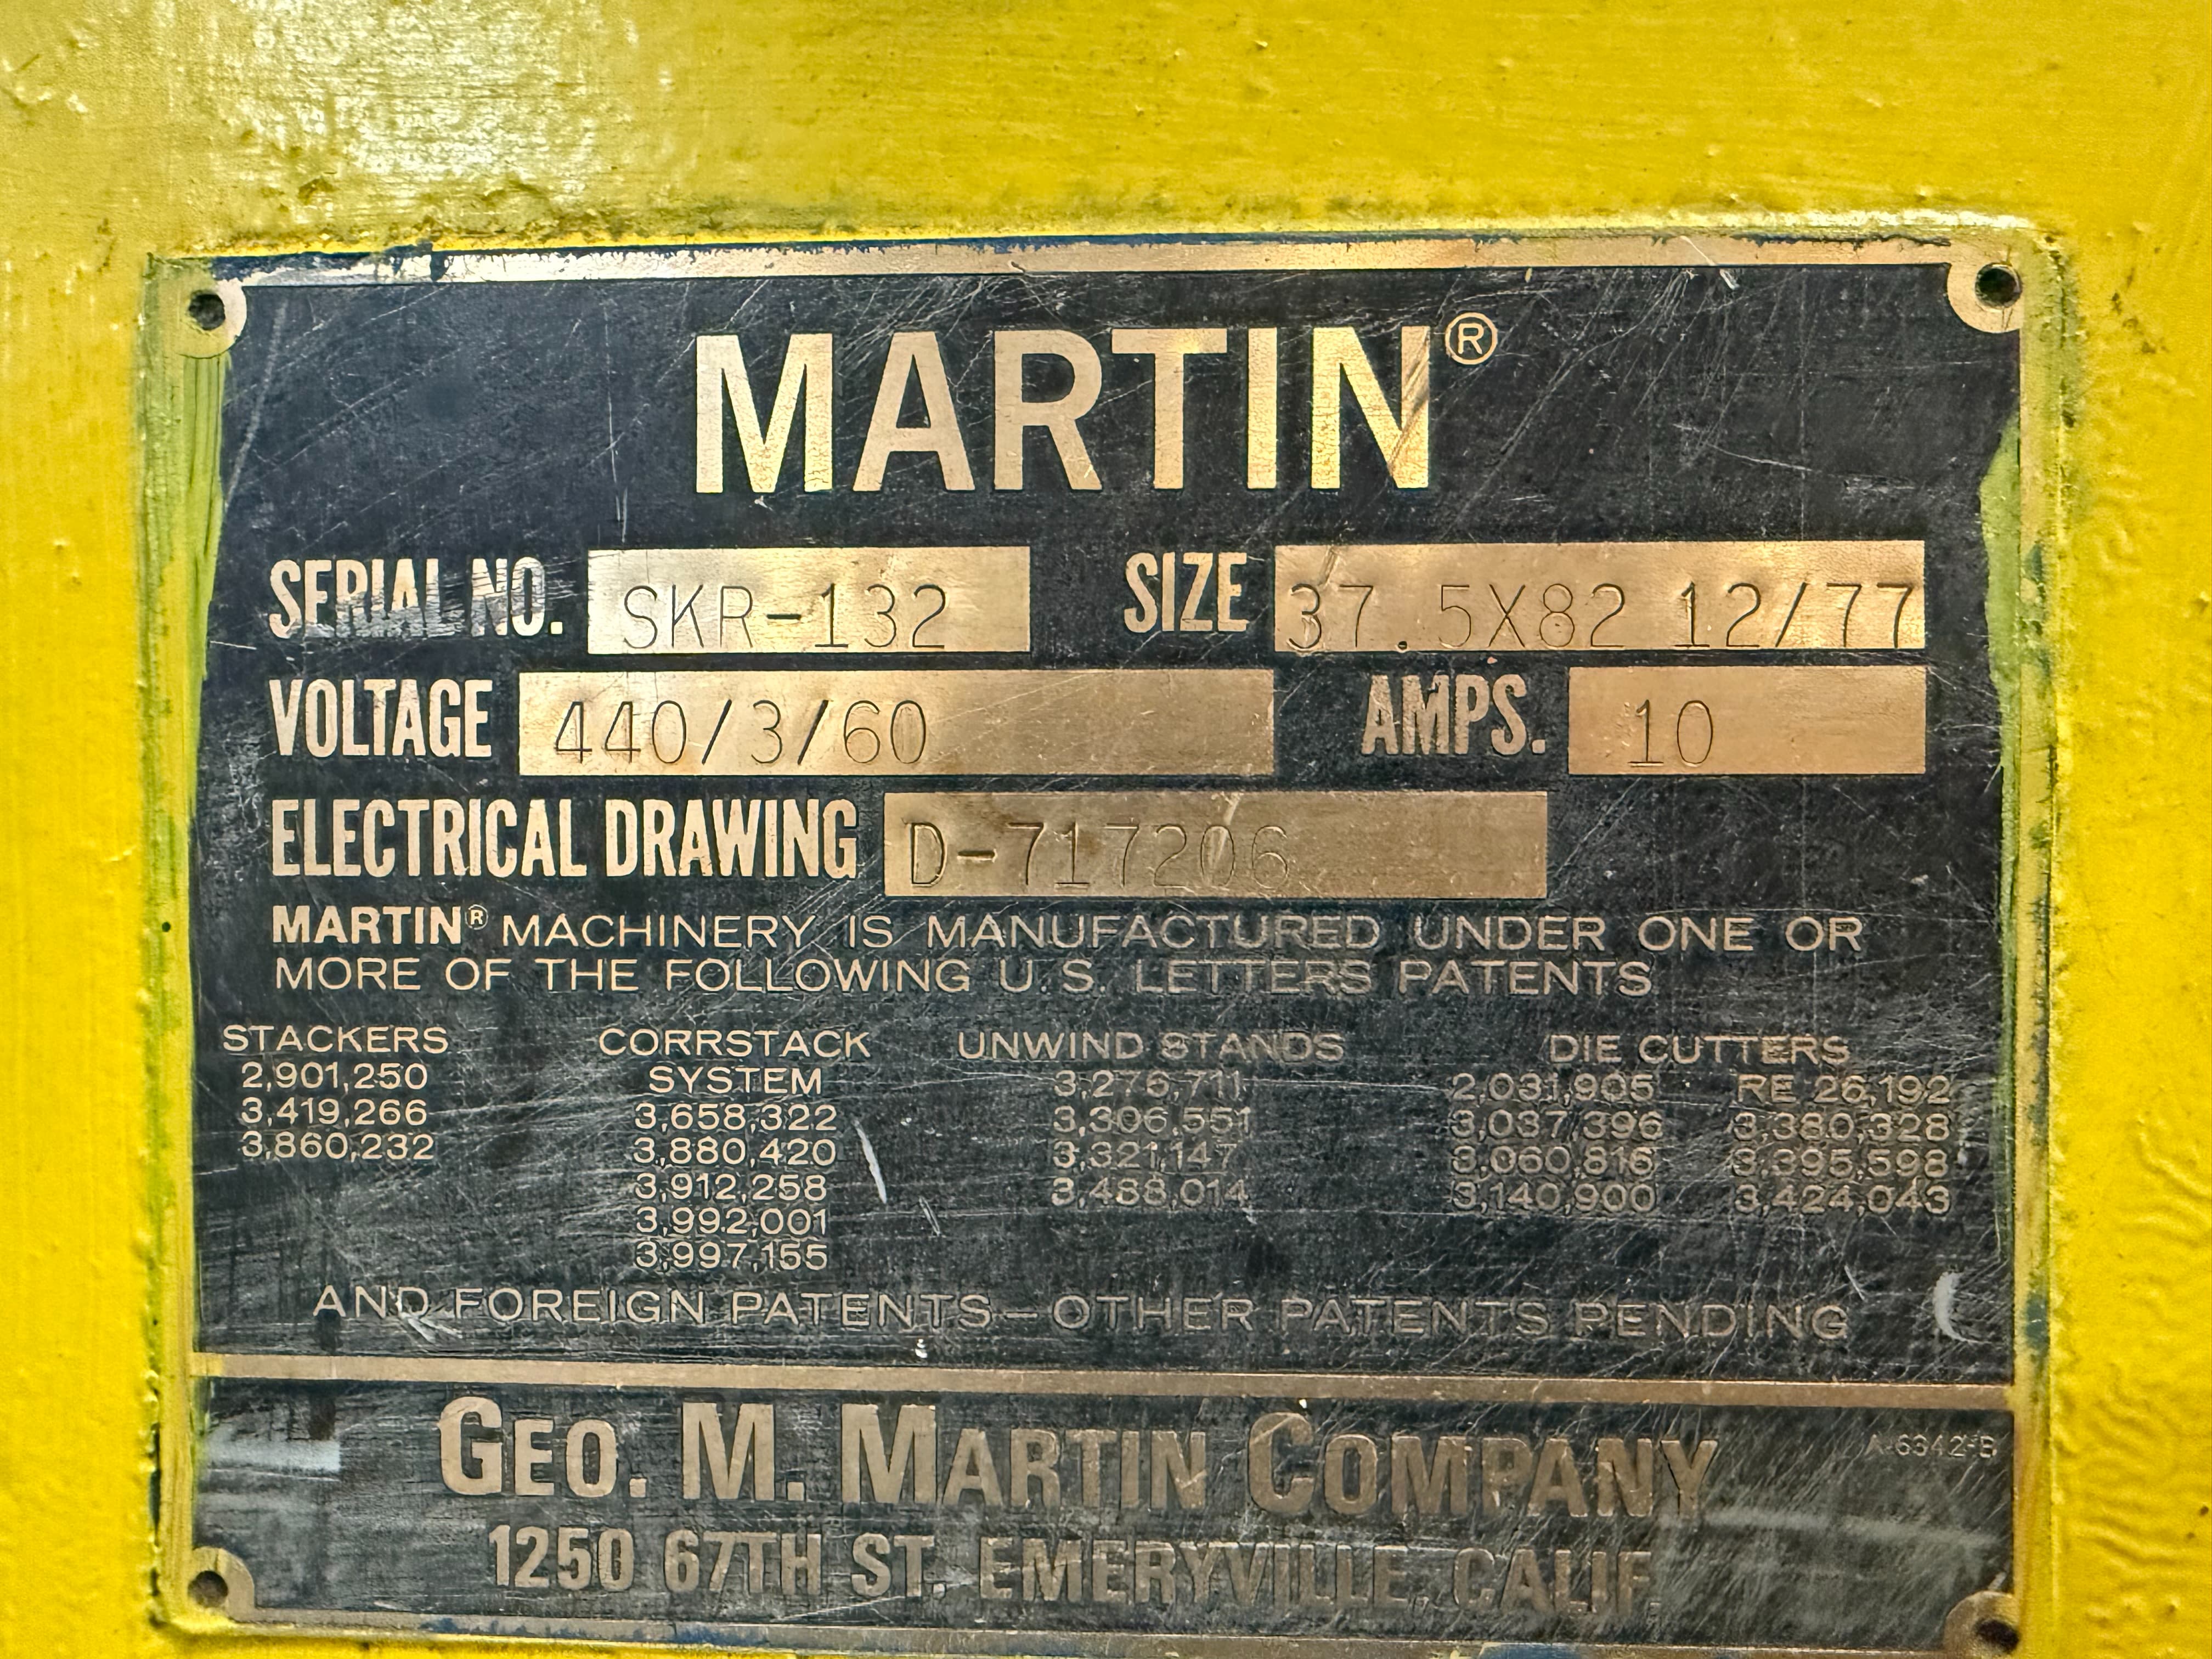 MARTIN®
SERIAL NO. SKR-132 SIZE 37.5X82 12/77
VOLTAGE 440/3/60 AMPS. 10
ELECTRICAL DRAWING D-717206
MARTIN® MACHINERY IS MANUFACTURED UNDER ONE OR
MORE OF THE FOLLOWING U.S. LETTERS PATENTS
STACKERS
2,901,250
3,419,266
3,860,232
CORRSTACK
SYSTEM
3,658,322
3,880,420
3,912,258
3,992,001
3,997,155
UNWIND STANDS
3,276,711
3,306,551
3,321,147
3,488,014
DIE CUTTERS
2,031,905 RE 26,192
3,037,396 3,380,328
3,060,816 3,395,598
3,140,900 3,424,043
AND FOREIGN PATENTS—OTHER PATENTS PENDING
GEO. M. MARTIN COMPANY
A-6342-B
1250 67TH ST. EMERYVILLE, CALIF.